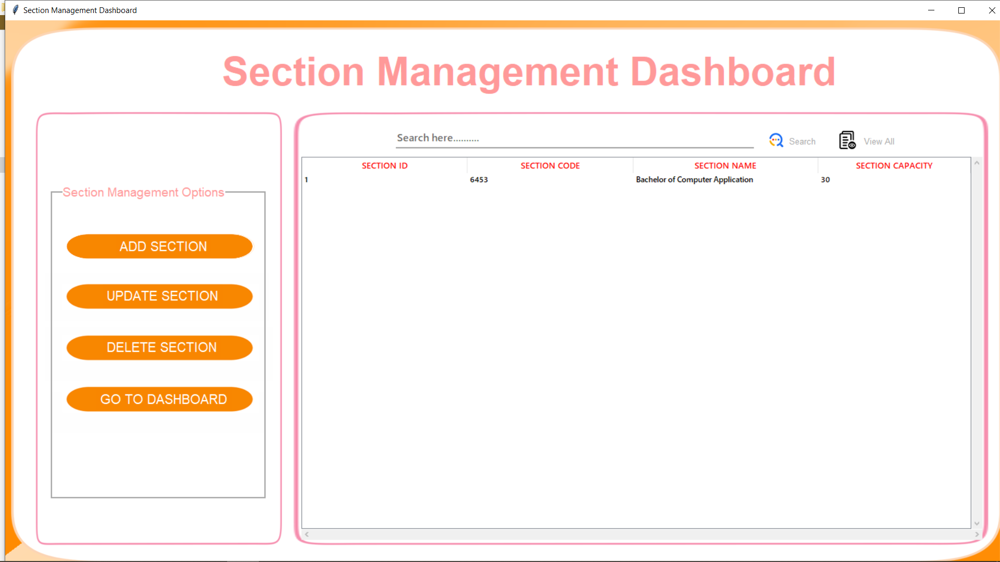 Section Management Dashboard
Section Management Dashboard
Search here..........
Search
View All
SECTION ID SECTION CODE SECTION NAME SECTION CAPACITY
1 6453 Bachelor of Computer Application 30
Section Management Options
ADD SECTION
UPDATE SECTION
DELETE SECTION
GO TO DASHBOARD